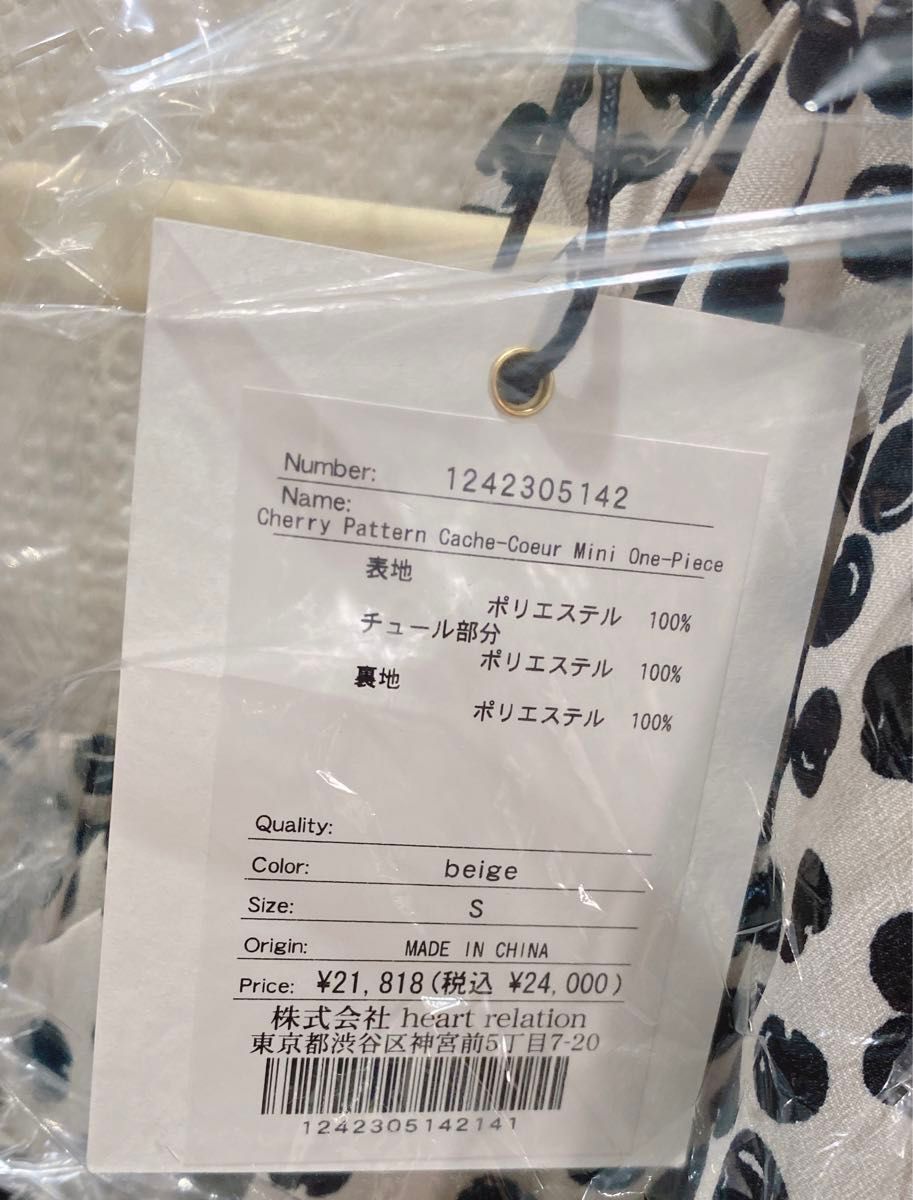 Number: 1242305142
Name:
Cherry Pattern Cache-Coeur Mini One-Piece
表地
ポリエステル 100%
チュール部分
ポリエステル 100%
裏地
ポリエステル 100%
Quality:
Color: beige
Size: S
Origin: MADE IN CHINA
Price: ¥21,818(税込 ¥24,000)
株式会社 heart relation
東京都渋谷区神宮前5丁目7-20
1242305142141